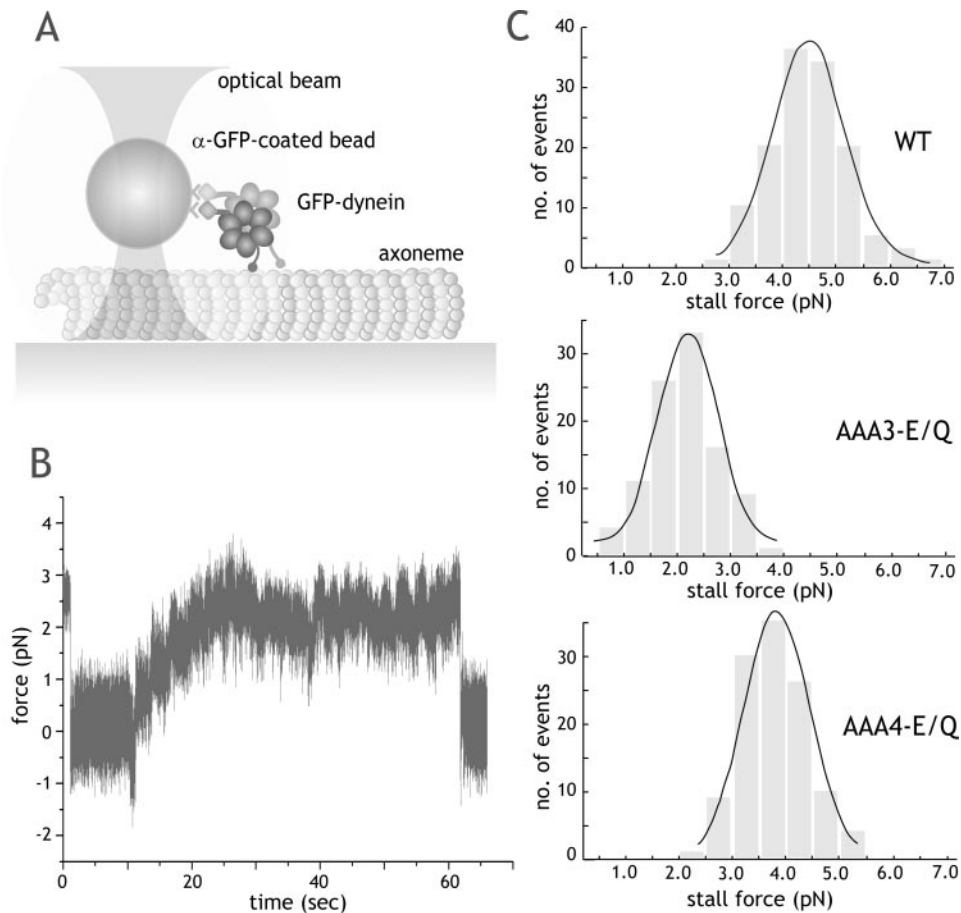 A
optical beam
α-GFP-coated bead
GFP-dynein
axoneme
B
force (pN)
4
3
2
1
0
-1
-2
0 20 40 60
time (sec)
C
WT
no. of events
40
30
20
10
0
1.0 2.0 3.0 4.0 5.0 6.0 7.0
stall force (pN)
AAA3-E/Q
no. of events
30
20
10
0
1.0 2.0 3.0 4.0 5.0 6.0 7.0
stall force (pN)
AAA4-E/Q
no. of events
30
20
10
0
1.0 2.0 3.0 4.0 5.0 6.0 7.0
stall force (pN)